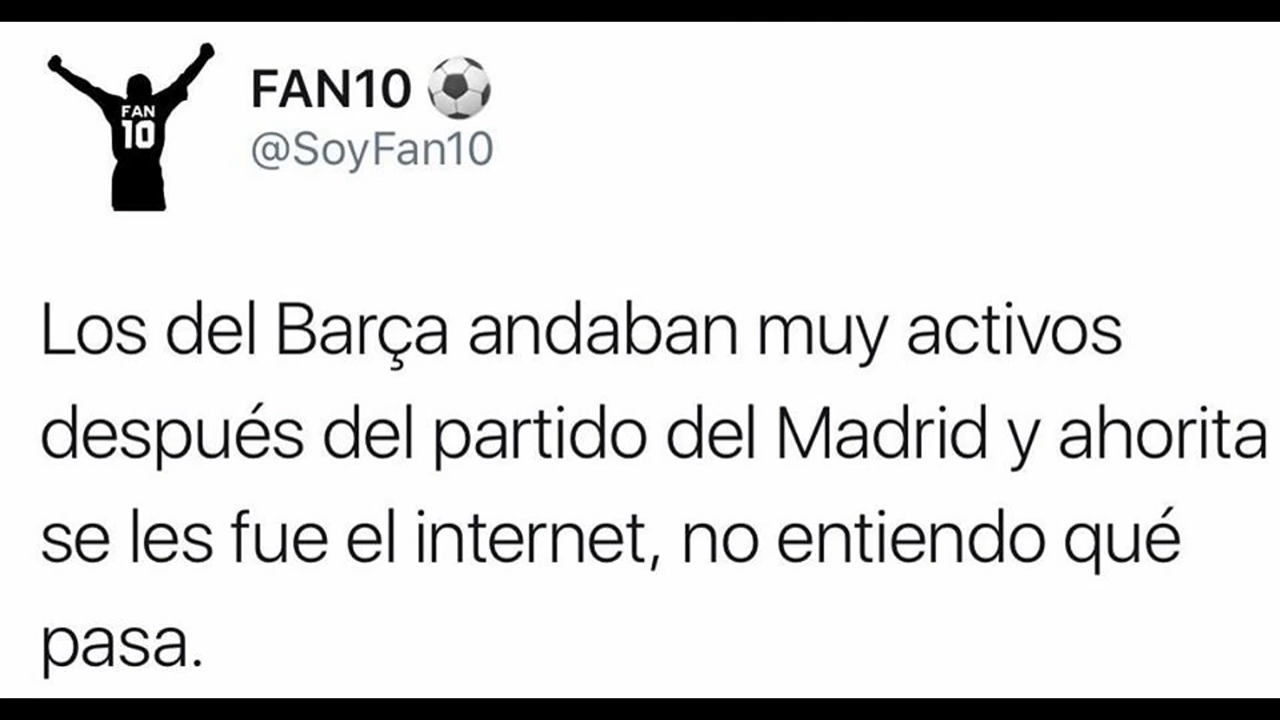 FAN
10
FAN10 ⚽
@SoyFan10
Los del Barça andaban muy activos
después del partido del Madrid y ahorita
se les fue el internet, no entiendo qué
pasa.